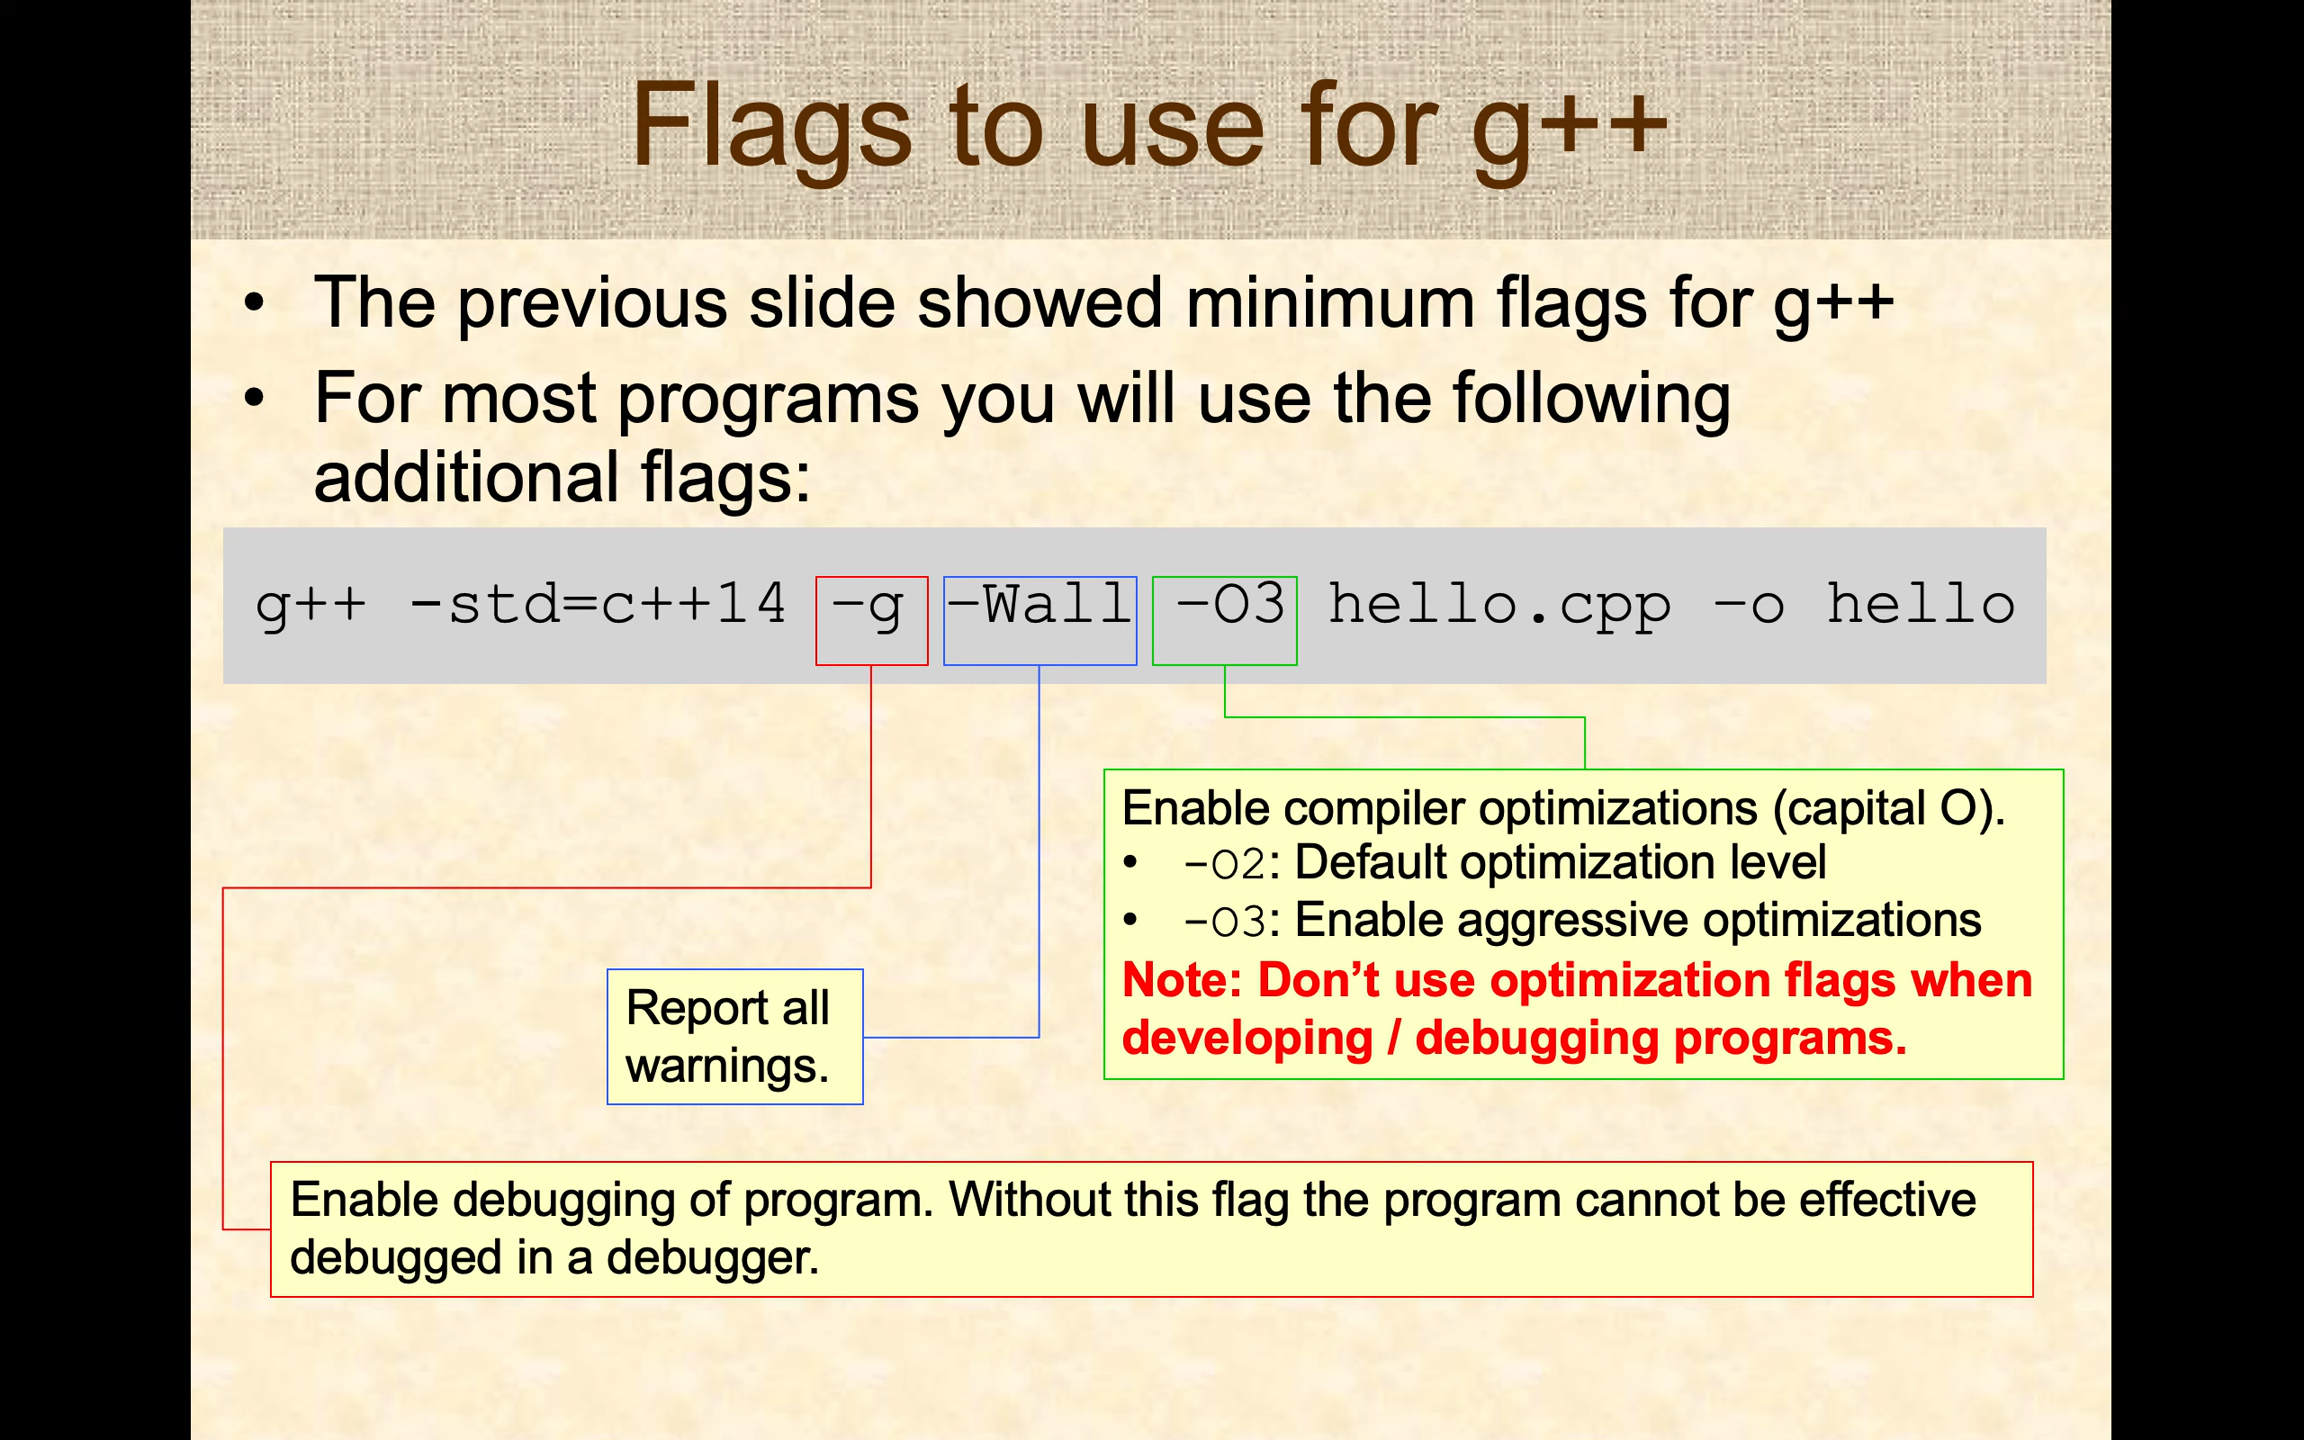 Flags to use for g++
• The previous slide showed minimum flags for g++
• For most programs you will use the following
additional flags:
g++ -std=c++14 –g –Wall –O3 hello.cpp –o hello
Enable compiler optimizations (capital O).
• –O2: Default optimization level
• –O3: Enable aggressive optimizations
Note: Don’t use optimization flags when
developing / debugging programs.
Report all
warnings.
Enable debugging of program. Without this flag the program cannot be effective
debugged in a debugger.